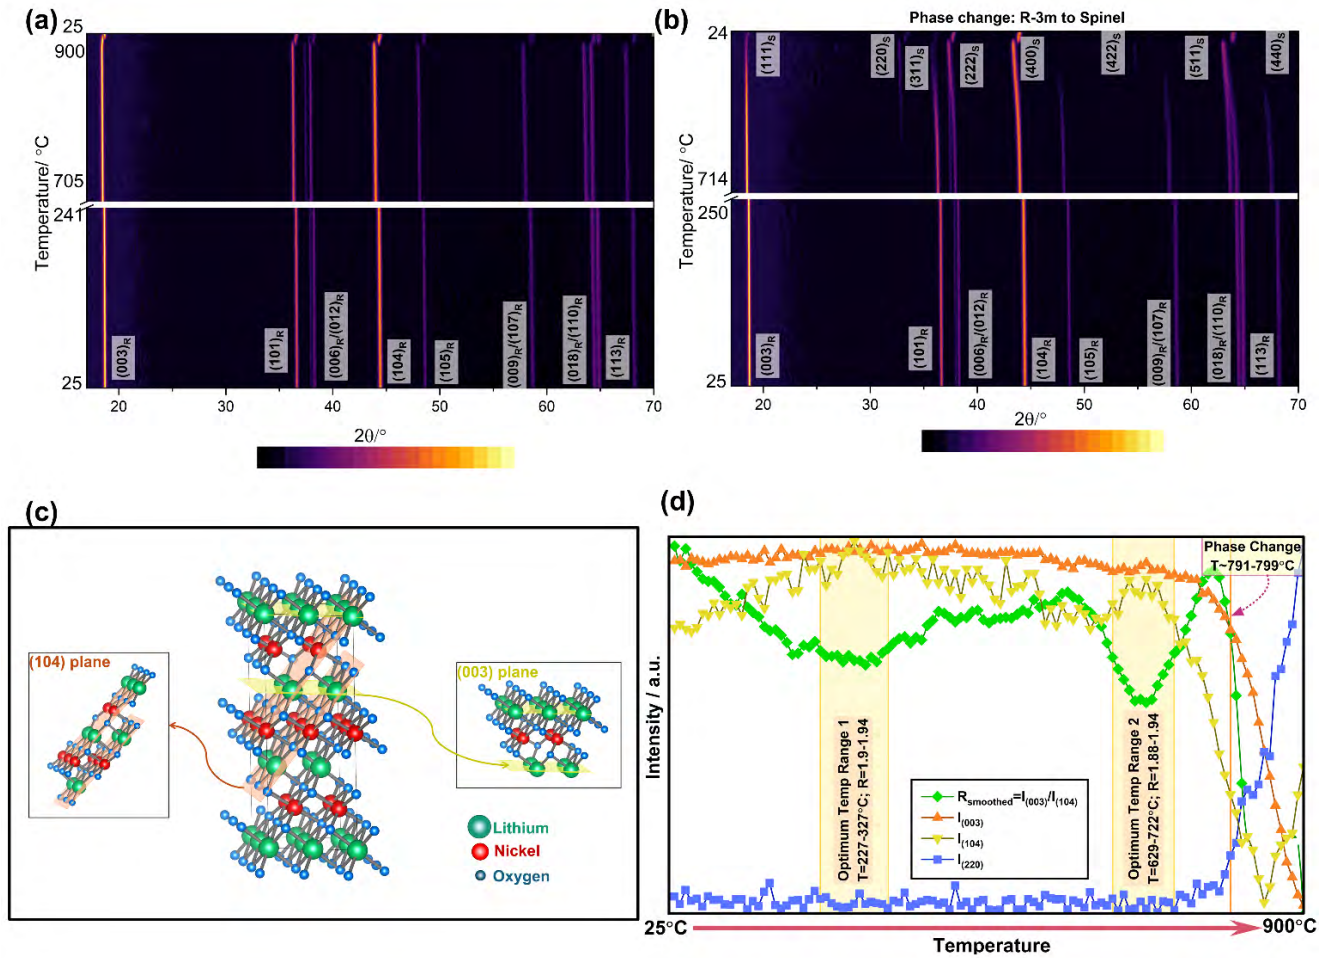 (a)
25
900
705
241
25
Temperature/ °C
(003)R
(101)R
(006)R/(012)R
(104)R
(105)R
(009)R/(107)R
(018)R/(110)R
(113)R
20
30
40
50
60
70
2θ/°
(b)
Phase change: R-3m to Spinel
24
714
250
25
Temperature/ °C
(111)S
(220)S
(311)S
(222)S
(400)S
(422)S
(511)S
(440)S
(003)R
(101)R
(006)R/(012)R
(104)R
(105)R
(009)R/(107)R
(018)R/(110)R
(113)R
20
30
40
50
60
70
2θ/°
(c)
(104) plane
(003) plane
Lithium
Nickel
Oxygen
(d)
Intensity / a.u.
Phase Change
T~791-799°C
Optimum Temp Range 1
T=227-327°C; R=1.9-1.94
Optimum Temp Range 2
T=629-722°C; R=1.88-1.94
Rsmoothed=I(003)/I(104)
I(003)
I(104)
I(220)
25°C
900°C
Temperature